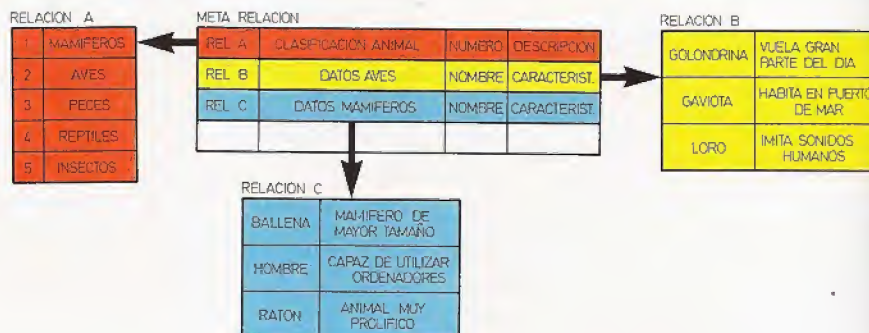 RELACION A
1 MAMIFEROS
2 AVES
3 PECES
4 REPTILES
5 INSECTOS
META RELACION
REL A CLASIFICACION ANIMAL NUMERO DESCRIPCION
REL B DATOS AVES NOMBRE CARACTERIST.
REL C DATOS MAMIFEROS NOMBRE CARACTERIST.
RELACION B
GOLONDRINA VUELA GRAN
PARTE DEL DIA
GAVIOTA HABITA EN PUERTO
DE MAR
LORO IMITA SONIDOS
HUMANOS
RELACION C
BALLENA MAMIFERO DE
MAYOR TAMAÑO
HOMBRE CAPAZ DE UTILIZAR
ORDENADORES
RATON ANIMAL MUY
PROLIFICO